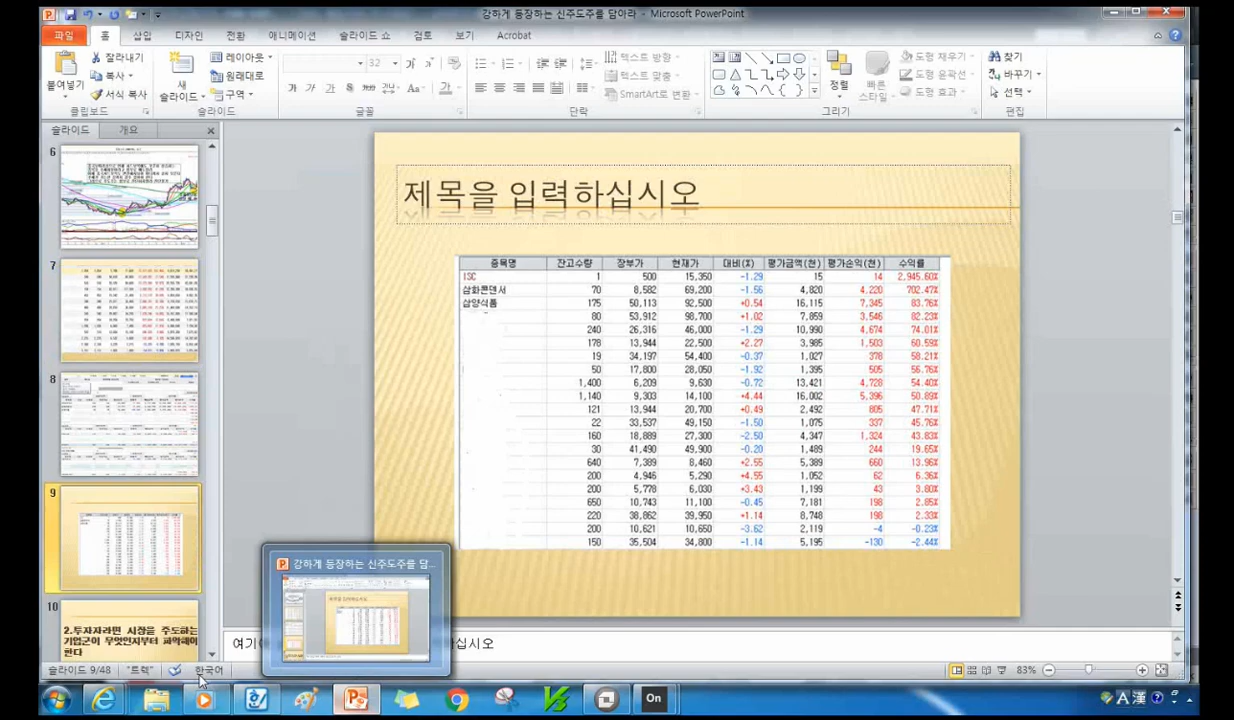 강하게 등장하는 신주도주를 담아라 - Microsoft PowerPoint
파일 홈 삽입 디자인 전환 애니메이션 슬라이드 쇼 검토 보기 Acrobat
붙여넣기 잘라내기 복사 서식 복사 클립보드
새 슬라이드 레이아웃 원래대로 구역 슬라이드
32 가 가 가 Aa 가 글꼴
텍스트 방향 텍스트 맞춤 SmartArt로 변환 단락
정렬 빠른 스타일 도형 채우기 도형 윤곽선 도형 효과 그리기
찾기 바꾸기 선택 편집
슬라이드 개요
6
7
8
9
10
2.투자자라면 시장을 주도하는
기업군이 무엇인지부터 파악해야
한다
제목을 입력하십시오
종목명 잔고수량 장부가 현재가 대비(%) 평가금액(천) 평가손익(천) 수익률
ISC 1 500 15,350 -1.29 15 14 2,945.60%
삼화콘덴서 70 8,582 69,200 -1.56 4,820 4,220 702.47%
삼양식품 175 50,113 92,500 +0.54 16,115 7,345 83.76%
80 53,912 98,700 +1.02 7,859 3,546 82.23%
240 26,316 46,000 -1.29 10,990 4,674 74.01%
178 13,944 22,500 +2.27 3,985 1,503 60.59%
19 34,197 54,400 -0.37 1,027 378 58.21%
50 17,800 28,050 -1.92 1,395 505 56.76%
1,400 6,209 9,630 -0.72 13,421 4,728 54.40%
1,140 9,303 14,100 +4.44 16,002 5,396 50.89%
121 13,944 20,700 +0.49 2,492 805 47.71%
22 33,537 49,150 -1.50 1,075 337 45.76%
160 18,889 27,300 -2.50 4,347 1,324 43.83%
30 41,490 49,900 -0.20 1,489 244 19.65%
640 7,389 8,460 +2.55 5,389 660 13.96%
200 4,946 5,290 +4.55 1,052 62 6.36%
200 5,778 6,030 +3.43 1,199 43 3.80%
650 10,743 11,100 -0.45 7,181 198 2.85%
220 38,862 39,950 +1.14 8,748 198 2.33%
200 10,621 10,650 -3.62 2,119 -4 -0.23%
150 35,504 34,800 -1.14 5,195 -130 -2.44%
강하게 등장하는 신주도주를 담...
여기 십시오
슬라이드 9/48 "트랙" 한국어 83%
On A 漢